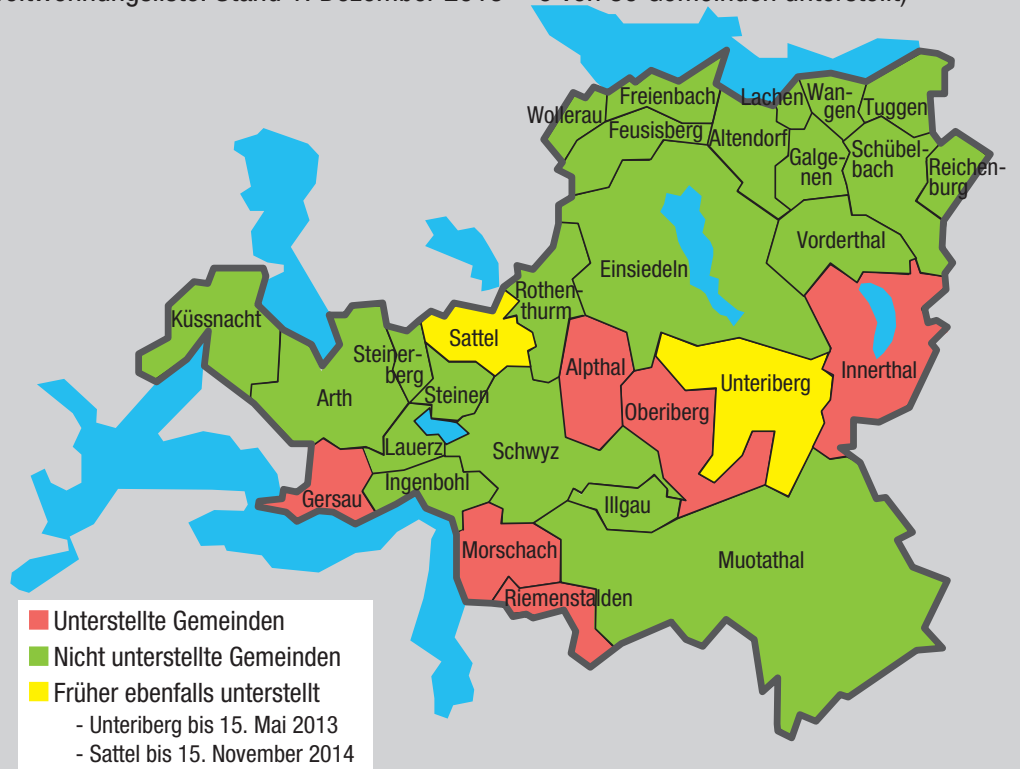 Wollerau
Freienbach
Feusisberg
Lachen
Altendorf
Wan-
gen
Tuggen
Galge-
nen
Schübel-
bach
Reichen-
burg
Vorderthal
Einsiedeln
Innerthal
Rothen-
thurm
Sattel
Küssnacht
Steiner-
berg
Arth
Steinen
Alpthal
Oberiberg
Unteriberg
Lauerz
Schwyz
Gersau
Ingenbohl
Illgau
Morschach
Muotathal
Riemenstalden
Unterstellte Gemeinden
Nicht unterstellte Gemeinden
Früher ebenfalls unterstellt
- Unteriberg bis 15. Mai 2013
- Sattel bis 15. November 2014